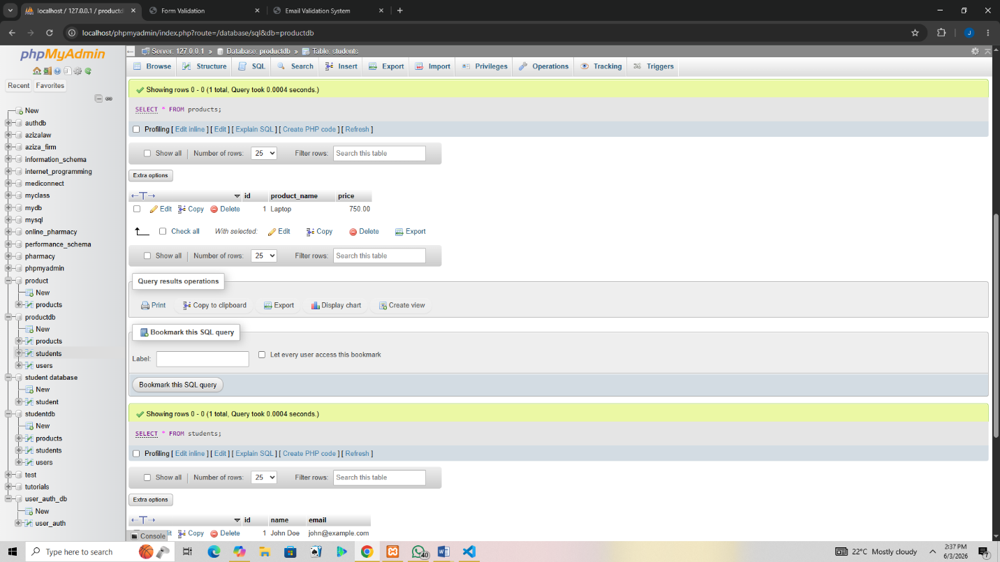 localhost / 127.0.0.1 / productdb
Form Validation
Email Validation System
localhost/phpmyadmin/index.php?route=/database/sql&db=productdb
J
phpMyAdmin
Recent
Favorites
New
authdb
azizalaw
aziza_firm
information_schema
internet_programming
mediconnect
myclass
mydb
mysql
online_pharmacy
performance_schema
pharmacy
phpmyadmin
product
New
products
productdb
New
products
students
users
student database
New
student
studentdb
New
products
students
users
test
tutorials
user_auth_db
New
user_auth
Server: 127.0.0.1 » Database: productdb » Table: students
Browse Structure SQL Search Insert Export Import Privileges Operations Tracking Triggers
Showing rows 0 - 0 (1 total, Query took 0.0004 seconds.)
SELECT * FROM products;
Profiling [ Edit inline ] [ Edit ] [ Explain SQL ] [ Create PHP code ] [ Refresh ]
Show all Number of rows: 25 Filter rows: Search this table
Extra options
id product_name price
Edit Copy Delete 1 Laptop 750.00
Check all With selected: Edit Copy Delete Export
Show all Number of rows: 25 Filter rows: Search this table
Query results operations
Print Copy to clipboard Export Display chart Create view
Bookmark this SQL query
Label: Let every user access this bookmark
Bookmark this SQL query
Showing rows 0 - 0 (1 total, Query took 0.0004 seconds.)
SELECT * FROM students;
Profiling [ Edit inline ] [ Edit ] [ Explain SQL ] [ Create PHP code ] [ Refresh ]
Show all Number of rows: 25 Filter rows: Search this table
Extra options
id name email
Copy Delete 1 John Doe john@example.com
Console
Type here to search
40
22°C Mostly cloudy
2:37 PM
6/3/2026
7